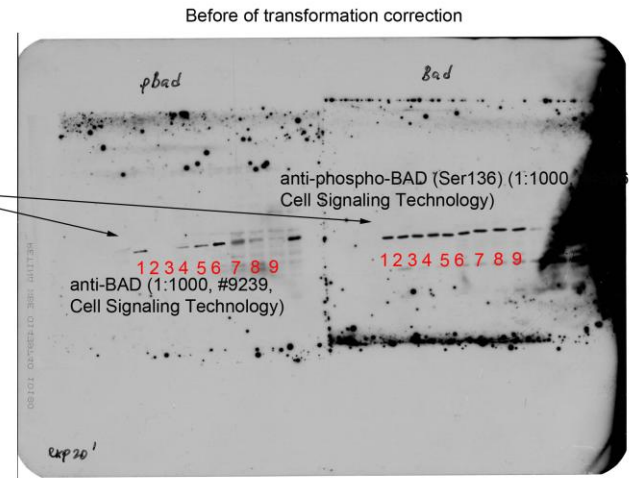 Before of transformation correction
pBad
Bad
anti-phospho-BAD (Ser136) (1:1000,
Cell Signaling Technology)
1 2 3 4 5 6 7 8 9
1 2 3 4 5 6 7 8 9
anti-BAD (1:1000, #9239,
Cell Signaling Technology)
exp 20'